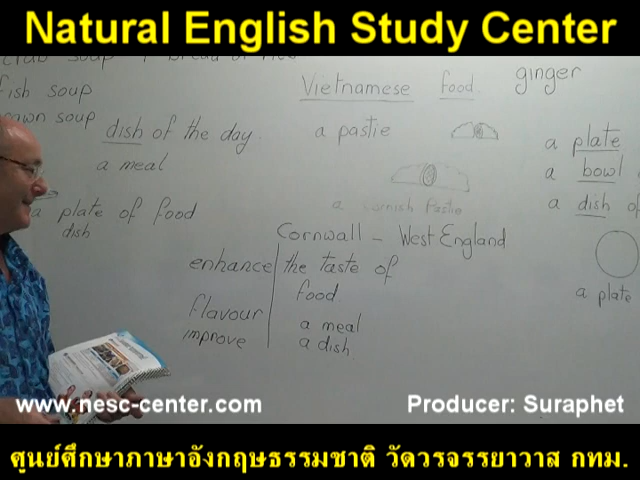 Natural English Study Center
soup
fish soup
soup
dish of the day.
a meal
a plate of food
dish
Vietnamese food
ginger
a pastie
a cornish Pastie
Cornwall - West England
enhance the taste of
food.
flavour a meal
improve a dish
a plate
a bowl
a dish of
a plate
www.nesc-center.com
Producer: Suraphet
ศูนย์ศึกษาภาษาอังกฤษธรรมชาติ วัดวรจรรยาวาส กทม.